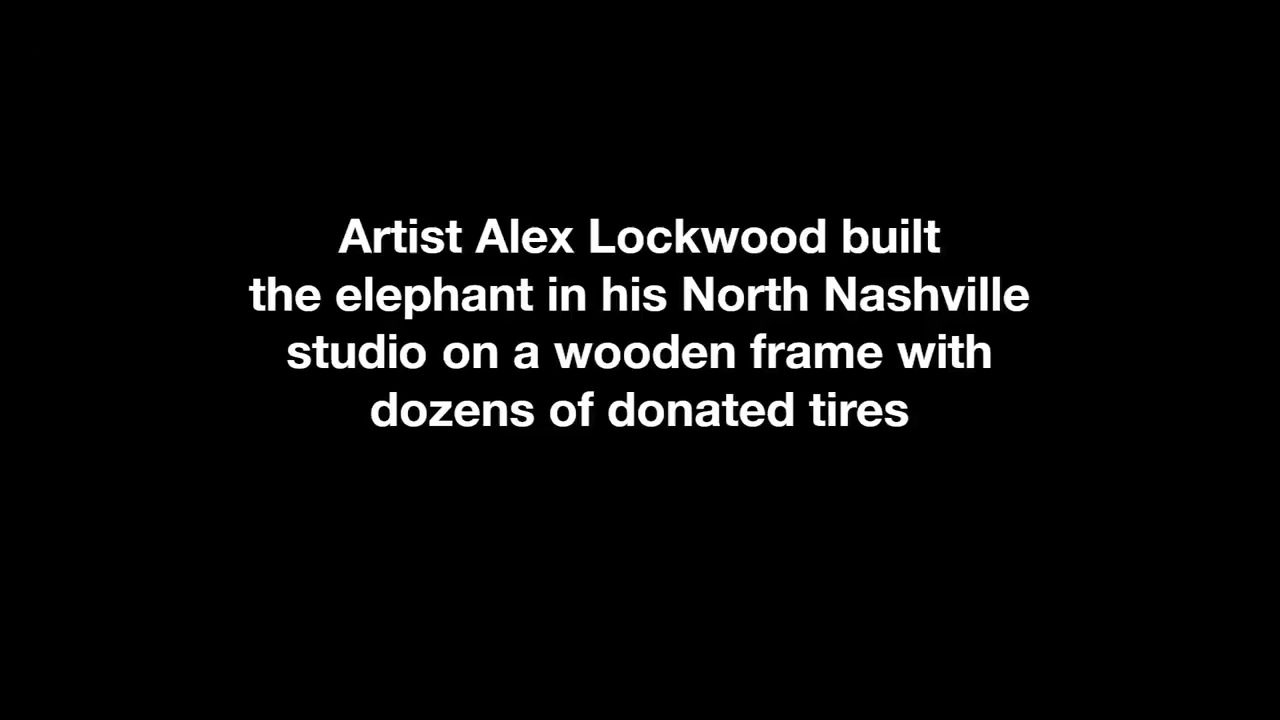 Artist Alex Lockwood built
the elephant in his North Nashville
studio on a wooden frame with
dozens of donated tires